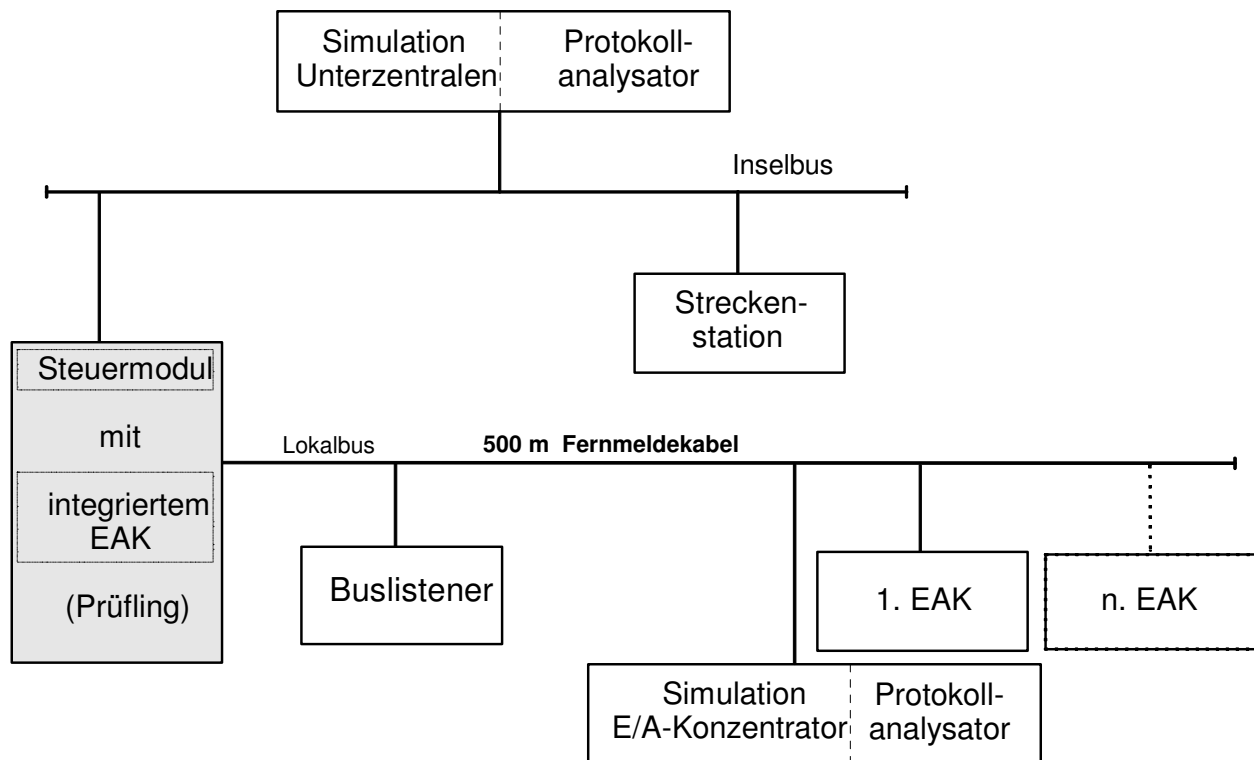 Simulation
Unterzentralen
Protokoll-
analysator
Inselbus
Strecken-
station
Steuermodul
mit
integriertem
EAK
(Prüfling)
Lokalbus
500 m Fernmeldekabel
Buslistener
1. EAK
n. EAK
Simulation
E/A-Konzentrator
Protokoll-
analysator